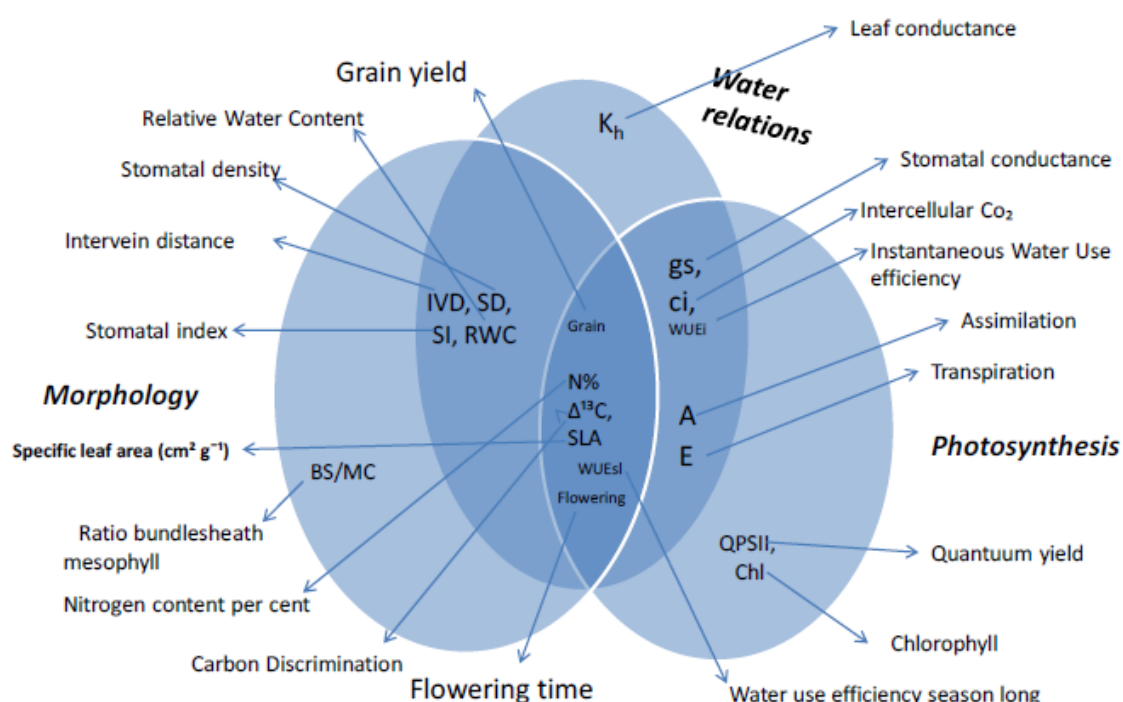 Leaf conductance
Grain yield
Water
relations
Relative Water Content
K_h
Stomatal density
Stomatal conductance
Intercellular Co₂
Intervein distance
Instantaneous Water Use
efficiency
gs,
ci,
WUEi
IVD, SD,
SI, RWC
Stomatal index
Grain
Assimilation
Transpiration
Morphology
N%
Δ¹³C,
SLA
A
E
Photosynthesis
Specific leaf area (cm² g⁻¹)
BS/MC
WUEsl
Flowering
Ratio bundlesheath
mesophyll
QPSII,
Chl
Quantuum yield
Nitrogen content per cent
Chlorophyll
Carbon Discrimination
Flowering time
Water use efficiency season long